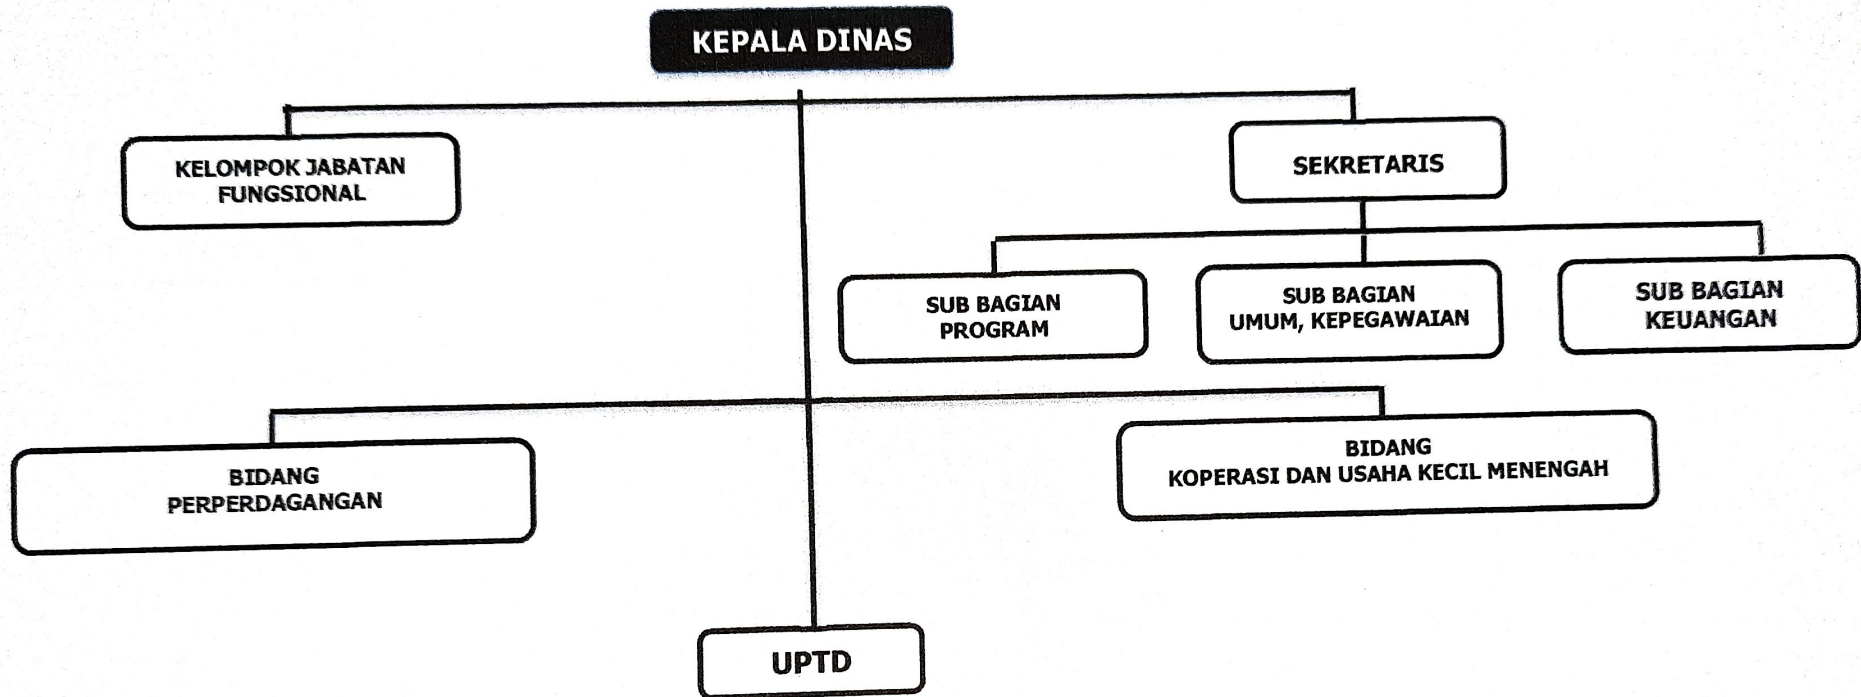 KEPALA DINAS
KELOMPOK JABATAN
FUNGSIONAL
SEKRETARIS
SUB BAGIAN
PROGRAM
SUB BAGIAN
UMUM, KEPEGAWAIAN
SUB BAGIAN
KEUANGAN
BIDANG
PERPERDAGANGAN
BIDANG
KOPERASI DAN USAHA KECIL MENENGAH
UPTD